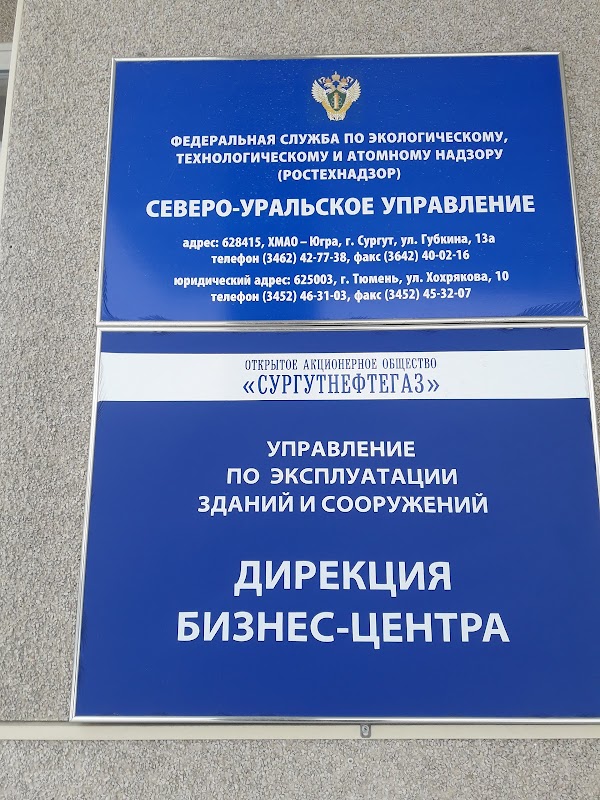 ФЕДЕРАЛЬНАЯ СЛУЖБА ПО ЭКОЛОГИЧЕСКОМУ,
ТЕХНОЛОГИЧЕСКОМУ И АТОМНОМУ НАДЗОРУ
(РОСТЕХНАДЗОР)
СЕВЕРО-УРАЛЬСКОЕ УПРАВЛЕНИЕ
адрес: 628415, ХМАО – Югра, г. Сургут, ул. Губкина, 13а
телефон (3462) 42-77-38, факс (3642) 40-02-16
юридический адрес: 625003, г. Тюмень, ул. Хохрякова, 10
телефон (3452) 46-31-03, факс (3452) 45-32-07
ОТКРЫТОЕ АКЦИОНЕРНОЕ ОБЩЕСТВО
«СУРГУТНЕФТЕГАЗ»
УПРАВЛЕНИЕ
ПО ЭКСПЛУАТАЦИИ
ЗДАНИЙ И СООРУЖЕНИЙ
ДИРЕКЦИЯ
БИЗНЕС-ЦЕНТРА